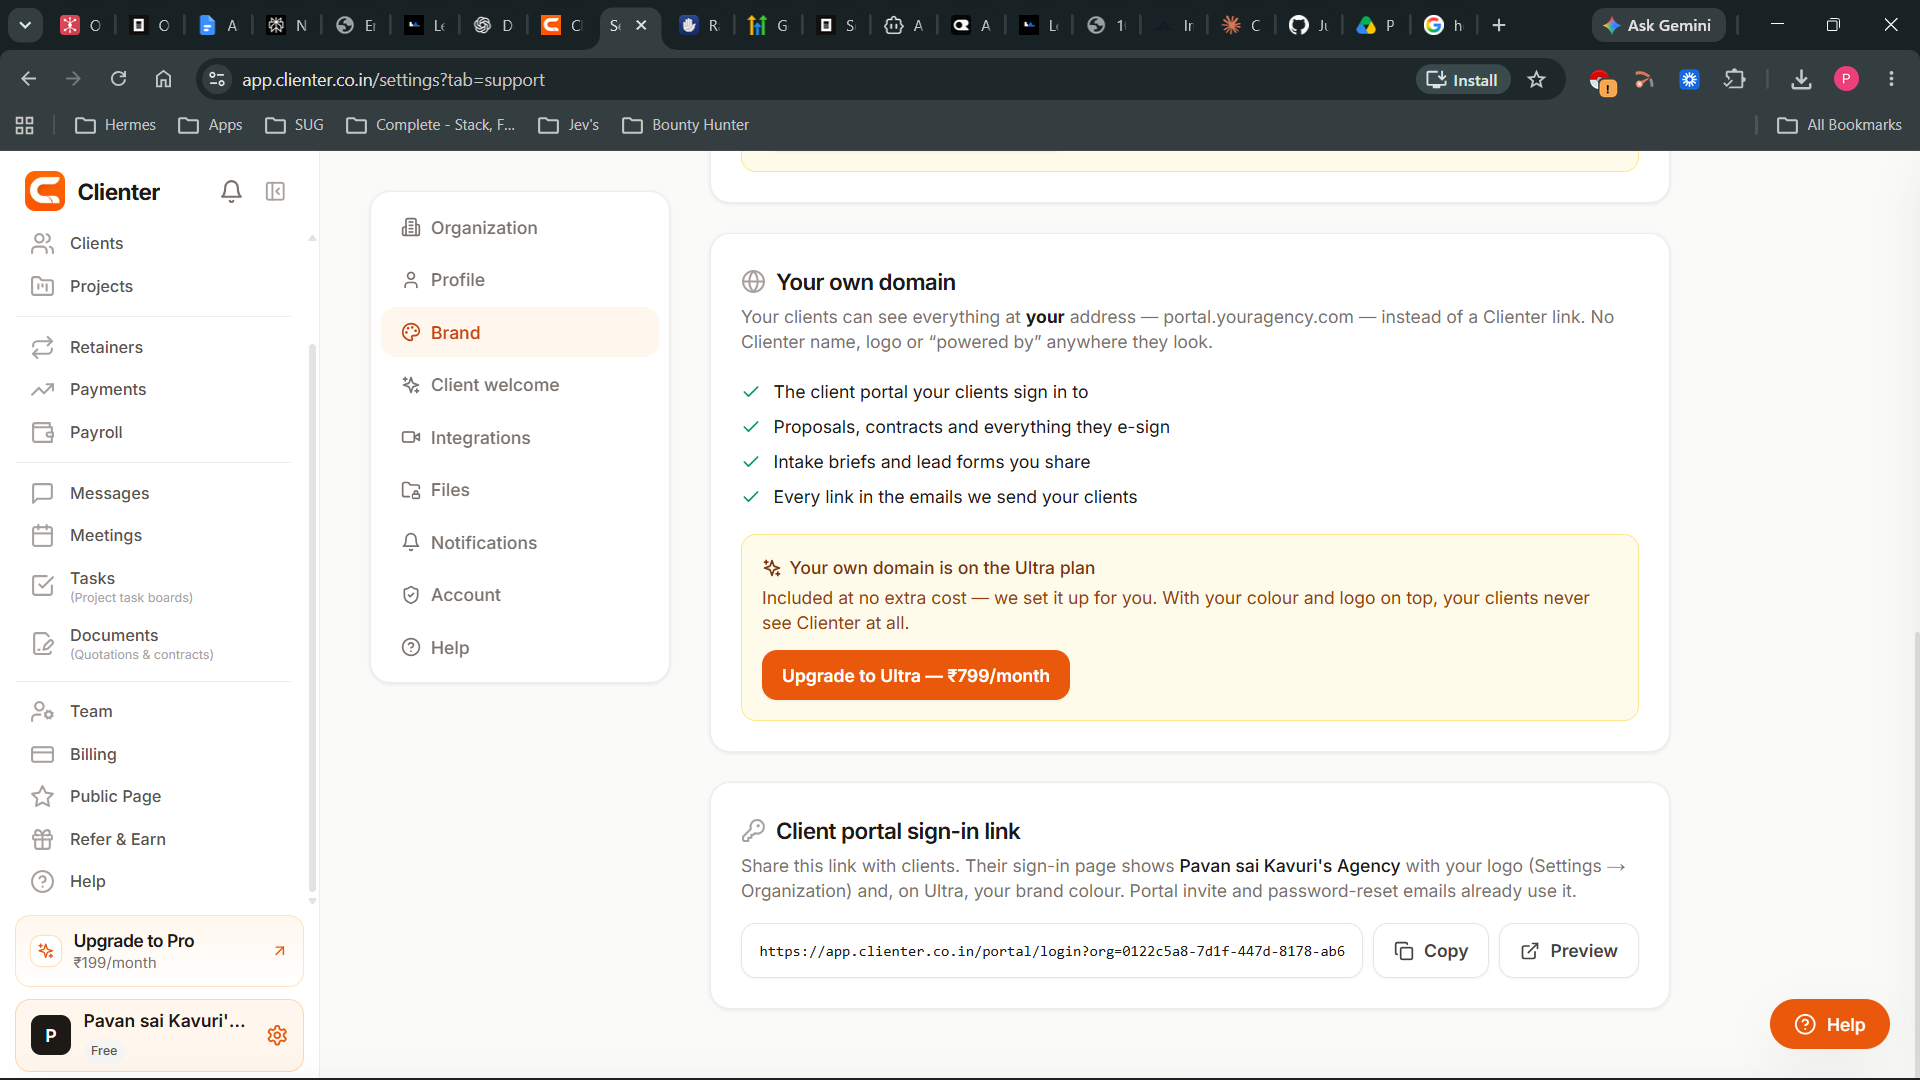 O
O
A
N
Er
Le
D
Cl
Se
R
G
S
A
A
Le
10
In
C
Ju
P
h
Ask Gemini
app.clienter.co.in/settings?tab=support
Install
P
Hermes
Apps
SUG
Complete - Stack, F...
Jev's
Bounty Hunter
All Bookmarks
Clienter
Clients
Projects
Retainers
Payments
Payroll
Messages
Meetings
Tasks
(Project task boards)
Documents
(Quotations & contracts)
Team
Billing
Public Page
Refer & Earn
Help
Upgrade to Pro
₹199/month
P
Pavan sai Kavuri'...
Free
Organization
Profile
Brand
Client welcome
Integrations
Files
Notifications
Account
Help
Your own domain
Your clients can see everything at your address — portal.youragency.com — instead of a Clienter link. No
Clienter name, logo or “powered by” anywhere they look.
The client portal your clients sign in to
Proposals, contracts and everything they e-sign
Intake briefs and lead forms you share
Every link in the emails we send your clients
Your own domain is on the Ultra plan
Included at no extra cost — we set it up for you. With your colour and logo on top, your clients never
see Clienter at all.
Upgrade to Ultra — ₹799/month
Client portal sign-in link
Share this link with clients. Their sign-in page shows Pavan sai Kavuri's Agency with your logo (Settings →
Organization) and, on Ultra, your brand colour. Portal invite and password-reset emails already use it.
https://app.clienter.co.in/portal/login?org=0122c5a8-7d1f-447d-8178-ab6
Copy
Preview
Help